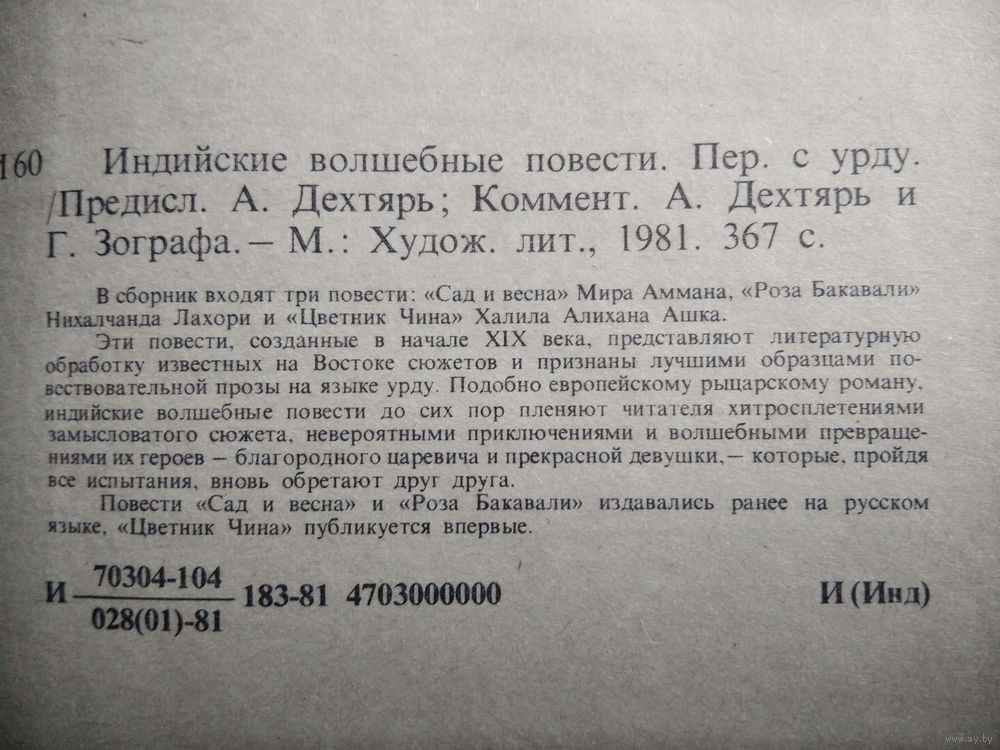 И60 Индийские волшебные повести. Пер. с урду.
/Предисл. А. Дехтярь; Коммент. А. Дехтярь и
Г. Зографа.— М.: Худож. лит., 1981. 367 с.
В сборник входят три повести: «Сад и весна» Мира Аммана, «Роза Бакавали»
Нихалчанда Лахори и «Цветник Чина» Халила Алихана Ашка.
Эти повести, созданные в начале XIX века, представляют литературную
обработку известных на Востоке сюжетов и признаны лучшими образцами по-
вествовательной прозы на языке урду. Подобно европейскому рыцарскому роману,
индийские волшебные повести до сих пор пленяют читателя хитросплетениями
замысловатого сюжета, невероятными приключениями и волшебными превраще-
ниями их героев — благородного царевича и прекрасной девушки,— которые, пройдя
все испытания, вновь обретают друг друга.
Повести «Сад и весна» и «Роза Бакавали» издавались ранее на русском
языке, «Цветник Чина» публикуется впервые.
70304-104
И 183-81 4703000000 И (Инд)
028(01)-81
www.ay.by